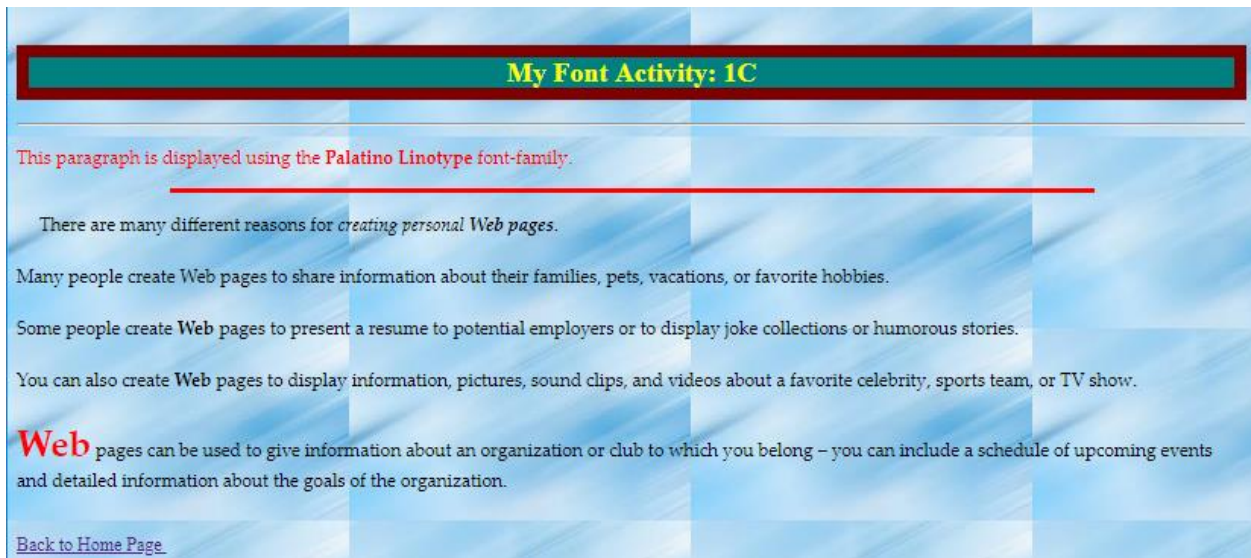 My Font Activity: 1C
This paragraph is displayed using the Palatino Linotype font-family.
There are many different reasons for creating personal Web pages.
Many people create Web pages to share information about their families, pets, vacations, or favorite hobbies.
Some people create Web pages to present a resume to potential employers or to display joke collections or humorous stories.
You can also create Web pages to display information, pictures, sound clips, and videos about a favorite celebrity, sports team, or TV show.
Web pages can be used to give information about an organization or club to which you belong – you can include a schedule of upcoming events
and detailed information about the goals of the organization.
Back to Home Page